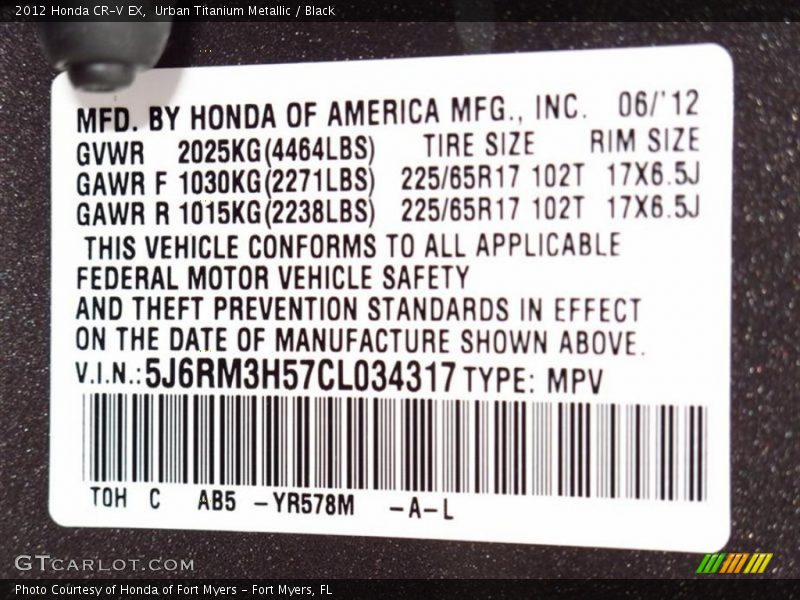 2012 Honda CR-V EX, Urban Titanium Metallic / Black
MFD. BY HONDA OF AMERICA MFG., INC. 06/'12
GVWR 2025KG(4464LBS) TIRE SIZE RIM SIZE
GAWR F 1030KG(2271LBS) 225/65R17 102T 17X6.5J
GAWR R 1015KG(2238LBS) 225/65R17 102T 17X6.5J
THIS VEHICLE CONFORMS TO ALL APPLICABLE
FEDERAL MOTOR VEHICLE SAFETY
AND THEFT PREVENTION STANDARDS IN EFFECT
ON THE DATE OF MANUFACTURE SHOWN ABOVE.
V.I.N.: 5J6RM3H57CL034317 TYPE: MPV
TOH C AB5 -YR578M -A-L
GTCARLOT.COM
Photo Courtesy of Honda of Fort Myers - Fort Myers, FL